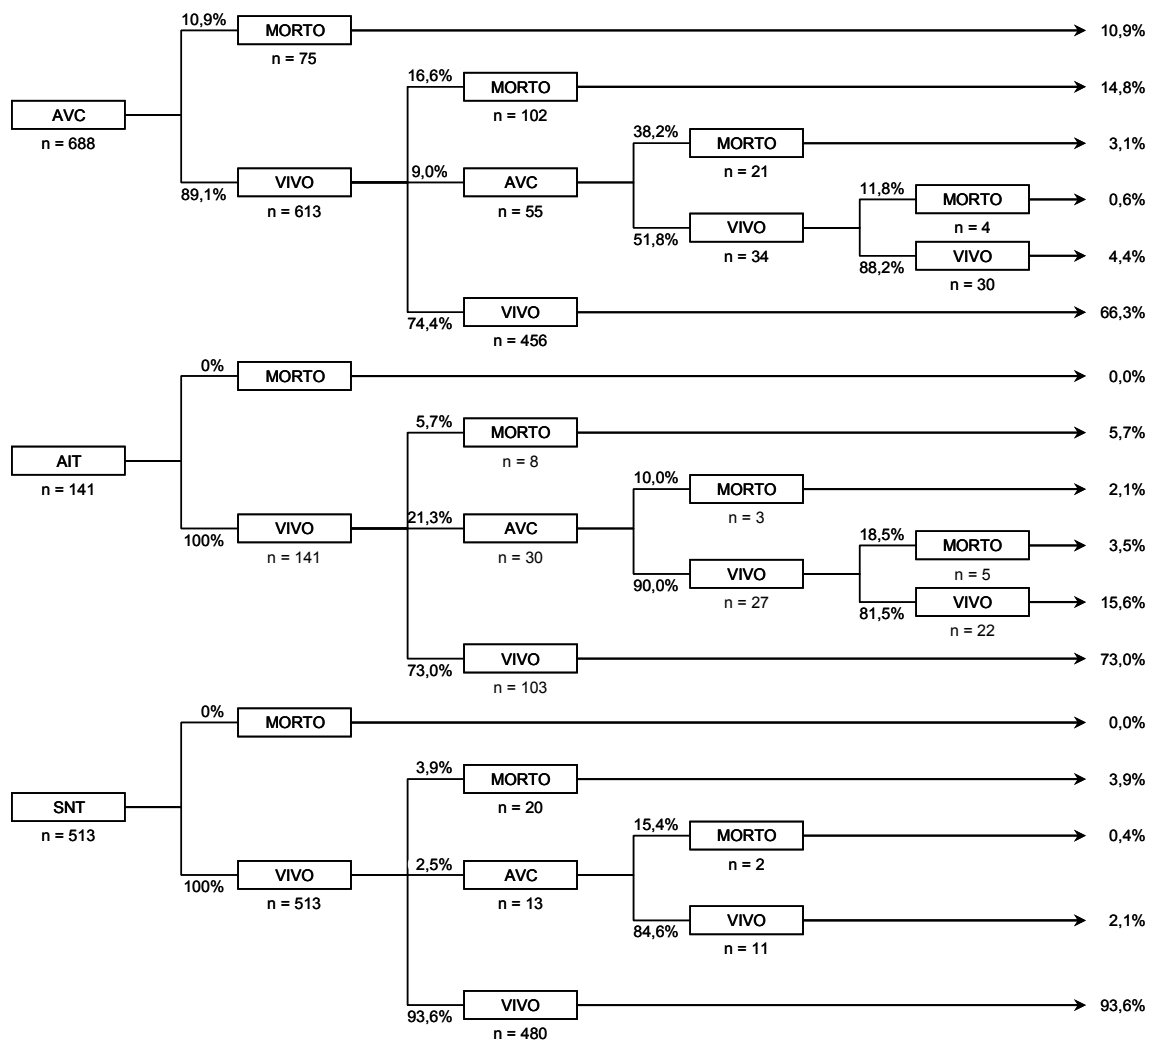 10,9% MORTO 10,9%
n = 75
16,6% MORTO 14,8%
n = 102
AVC
n = 688
38,2% MORTO 3,1%
n = 21
89,1% VIVO 9,0% AVC
n = 613 n = 55
11,8% MORTO 0,6%
n = 4
51,8% VIVO
n = 34
88,2% VIVO 4,4%
n = 30
74,4% VIVO 66,3%
n = 456
0% MORTO 0,0%
5,7% MORTO 5,7%
n = 8
AIT
n = 141
10,0% MORTO 2,1%
n = 3
100% VIVO 21,3% AVC
n = 141 n = 30
18,5% MORTO 3,5%
n = 5
90,0% VIVO
n = 27
81,5% VIVO 15,6%
n = 22
73,0% VIVO 73,0%
n = 103
0% MORTO 0,0%
3,9% MORTO 3,9%
n = 20
SNT
n = 513
15,4% MORTO 0,4%
n = 2
100% VIVO 2,5% AVC
n = 513 n = 13
84,6% VIVO 2,1%
n = 11
93,6% VIVO 93,6%
n = 480